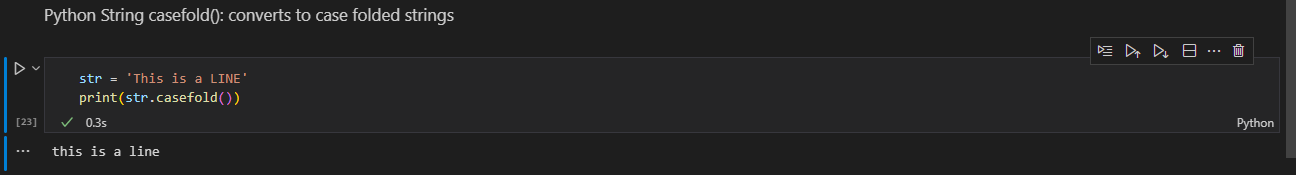 Python String casefold(): converts to case folded strings
str = 'This is a LINE'
print(str.casefold())
[23]
0.3s
Python
this is a line